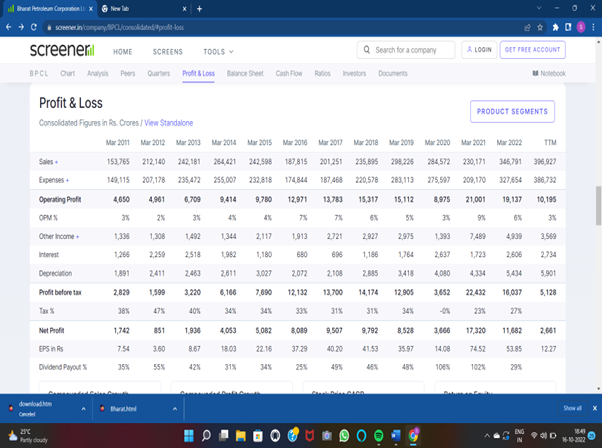 Bharat Petroleum Corporation Lt
New Tab
screener.in/company/BPCL/consolidated/#profit-loss
screener
HOME
SCREENS
TOOLS
Search for a company
LOGIN
GET FREE ACCOUNT
B P C L Chart Analysis Peers Quarters Profit & Loss Balance Sheet Cash Flow Ratios Investors Documents Notebook
Profit & Loss
PRODUCT SEGMENTS
Consolidated Figures in Rs. Crores / View Standalone
Mar 2011 Mar 2012 Mar 2013 Mar 2014 Mar 2015 Mar 2016 Mar 2017 Mar 2018 Mar 2019 Mar 2020 Mar 2021 Mar 2022 TTM
Sales + 153,765 212,140 242,181 264,421 242,598 187,815 201,251 235,895 298,226 284,572 230,171 346,791 396,927
Expenses + 149,115 207,178 235,472 255,007 232,818 174,844 187,468 220,578 283,113 275,597 209,170 327,654 386,732
Operating Profit 4,650 4,961 6,709 9,414 9,780 12,971 13,783 15,317 15,112 8,975 21,001 19,137 10,195
OPM % 3% 2% 3% 4% 4% 7% 7% 6% 5% 3% 9% 6% 3%
Other Income + 1,336 1,308 1,492 1,344 2,117 1,913 2,721 2,927 2,975 1,393 7,489 4,939 3,569
Interest 1,266 2,259 2,518 1,982 1,180 680 696 1,186 1,764 2,637 1,723 2,606 2,734
Depreciation 1,891 2,411 2,463 2,611 3,027 2,072 2,108 2,885 3,418 4,080 4,334 5,434 5,901
Profit before tax 2,829 1,599 3,220 6,166 7,690 12,132 13,700 14,174 12,905 3,652 22,432 16,037 5,128
Tax % 38% 47% 40% 34% 34% 33% 31% 31% 34% -0% 23% 27%
Net Profit 1,742 851 1,936 4,053 5,082 8,089 9,507 9,792 8,528 3,666 17,320 11,682 2,661
EPS in Rs 7.54 3.60 8.67 18.03 22.16 37.29 40.20 41.53 35.97 14.08 74.52 53.85 12.27
Dividend Payout % 35% 55% 42% 31% 34% 25% 49% 46% 48% 106% 102% 29%
download.htm
Canceled
Bharat.html
Show all
23°C
Partly cloudy
ENG
IN
18:49
16-10-2022